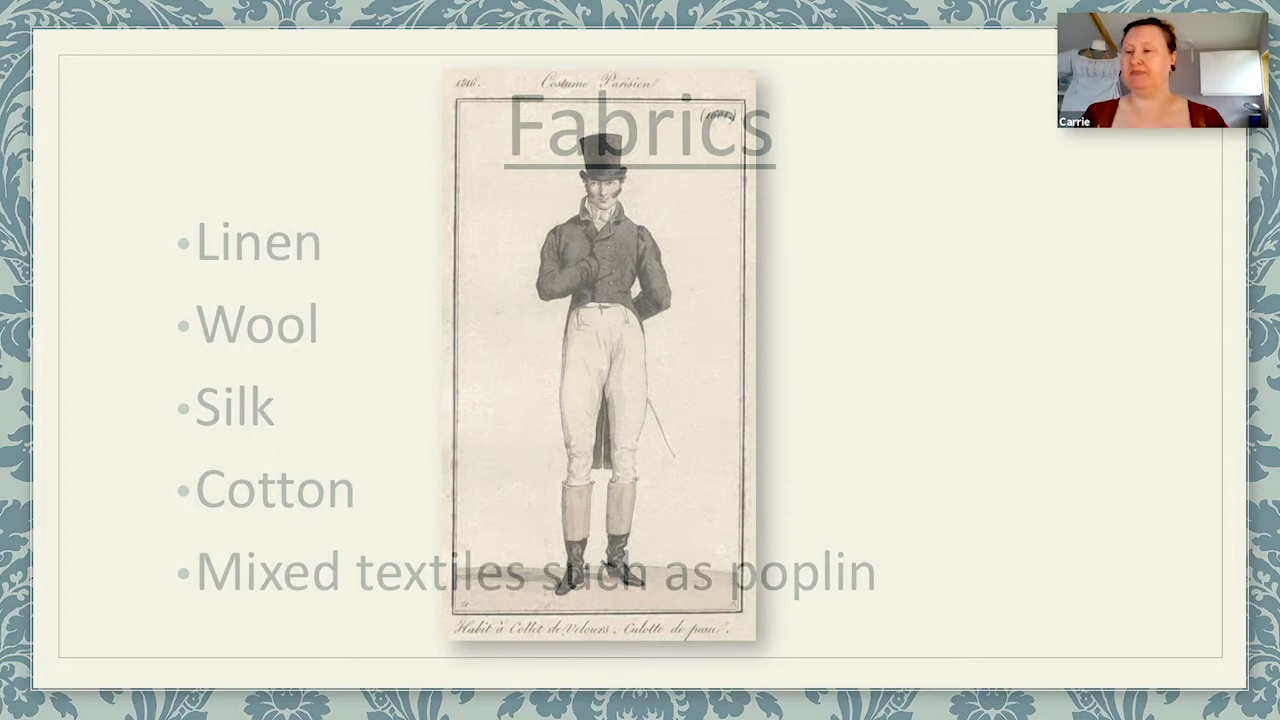 1816. Costume Parisien
Fabrics
•Linen
•Wool
•Silk
•Cotton
•Mixed textiles such as poplin
Habit à Collet de Velours. Culotte de peau.
Carrie